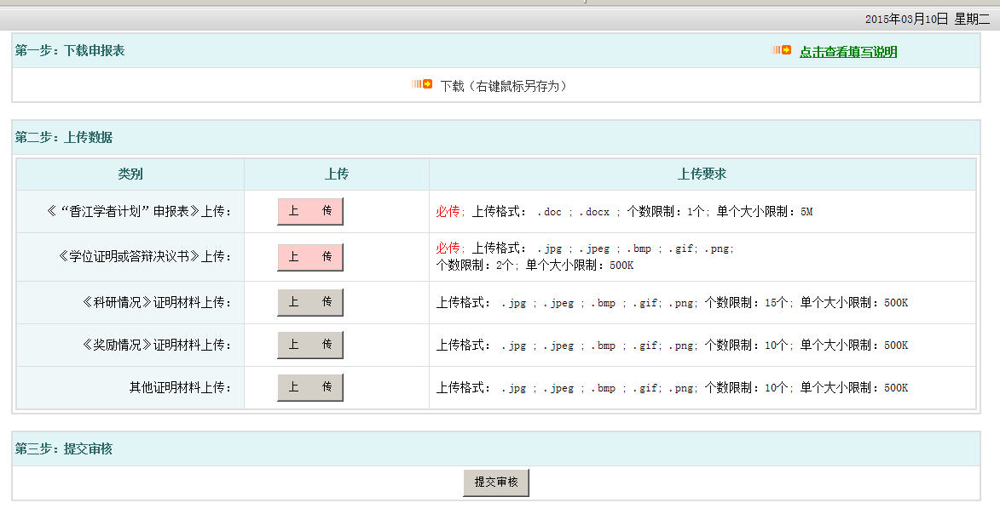 2015年03月10日 星期二
第一步：下载申报表
点击查看填写说明
下载（右键鼠标另存为）
第二步：上传数据
类别 上传 上传要求
《“香江学者计划”申报表》上传： 上 传 必传；上传格式： .doc ；.docx ；个数限制：1个；单个大小限制：5M
《学位证明或答辩决议书》上传： 上 传 必传；上传格式： .jpg ；.jpeg ；.bmp ；.gif；.png；
个数限制：2个；单个大小限制：500K
《科研情况》证明材料上传： 上 传 上传格式： .jpg ；.jpeg ；.bmp ；.gif；.png；个数限制：15个；单个大小限制：500K
《奖励情况》证明材料上传： 上 传 上传格式： .jpg ；.jpeg ；.bmp ；.gif；.png；个数限制：10个；单个大小限制：500K
其他证明材料上传： 上 传 上传格式： .jpg ；.jpeg ；.bmp ；.gif；.png；个数限制：10个；单个大小限制：500K
第三步：提交审核
提交审核